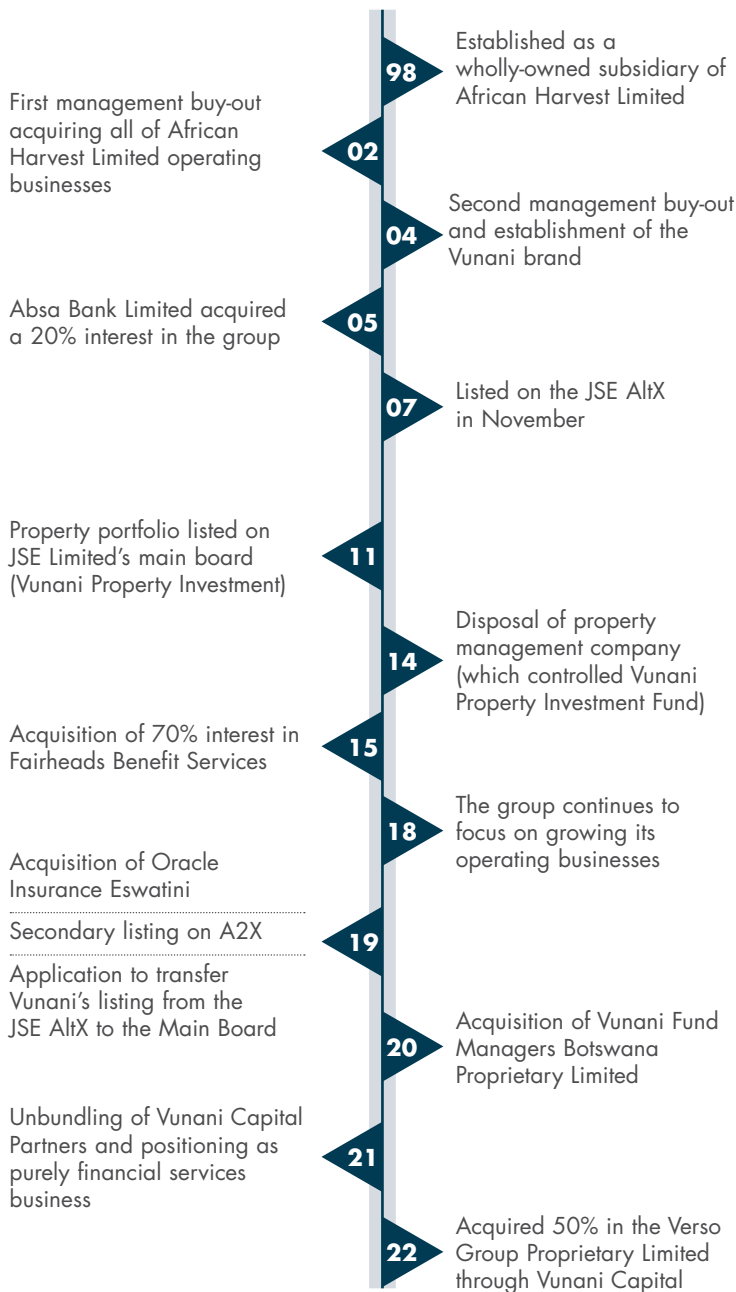 98
Established as a
wholly-owned subsidiary of
African Harvest Limited
First management buy-out
acquiring all of African
Harvest Limited operating
businesses
02
04
Second management buy-out
and establishment of the
Vunani brand
Absa Bank Limited acquired
a 20% interest in the group
05
07
Listed on the JSE AltX
in November
Property portfolio listed on
JSE Limited's main board
(Vunani Property Investment)
11
14
Disposal of property
management company
(which controlled Vunani
Property Investment Fund)
Acquisition of 70% interest in
Fairheads Benefit Services
15
18
The group continues to
focus on growing its
operating businesses
Acquisition of Oracle
Insurance Eswatini
Secondary listing on A2X
Application to transfer
Vunani's listing from the
JSE AltX to the Main Board
19
20
Acquisition of Vunani Fund
Managers Botswana
Proprietary Limited
Unbundling of Vunani Capital
Partners and positioning as
purely financial services
business
21
22
Acquired 50% in the Verso
Group Proprietary Limited
through Vunani Capital